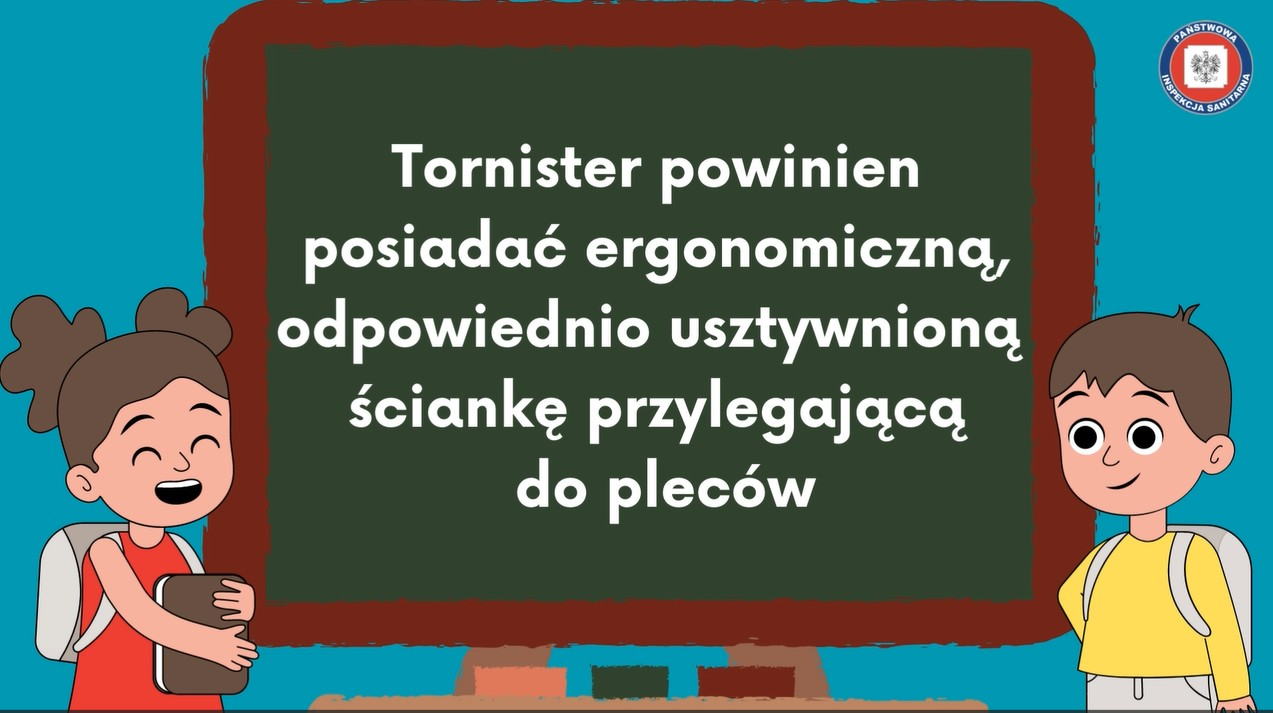 Tornister powinien
posiadać ergonomiczną,
odpowiednio usztywnioną
ściankę przylegającą
do pleców
PAŃSTWOWA
INSPEKCJA SANITARNA